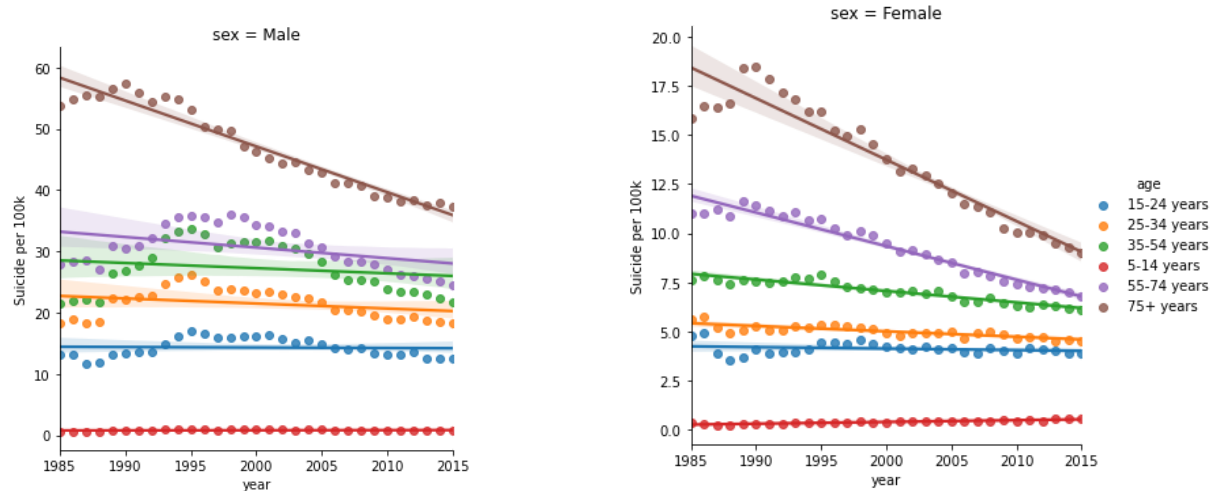 sex = Male
60
50
40
30
20
10
0
Suicide per 100k
1985
1990
1995
2000
2005
2010
2015
year
sex = Female
20.0
17.5
15.0
12.5
10.0
7.5
5.0
2.5
0.0
Suicide per 100k
1985
1990
1995
2000
2005
2010
2015
year
age
15-24 years
25-34 years
35-54 years
5-14 years
55-74 years
75+ years